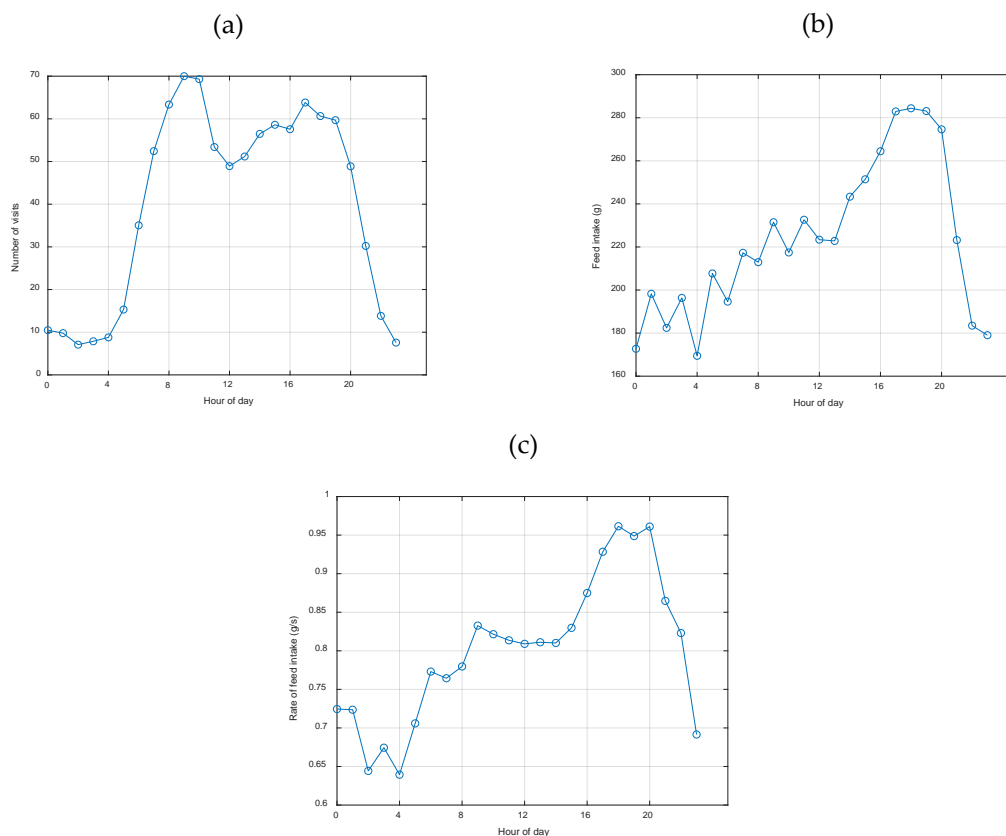 (a)
(b)
70
60
50
40
30
20
10
0
Number of visits
0 4 8 12 16 20
Hour of day
300
280
260
240
220
200
180
160
Feed intake (g)
0 4 8 12 16 20
Hour of day
(c)
1
0.95
0.9
0.85
0.8
0.75
0.7
0.65
0.6
Rate of feed intake (g/s)
0 4 8 12 16 20
Hour of day